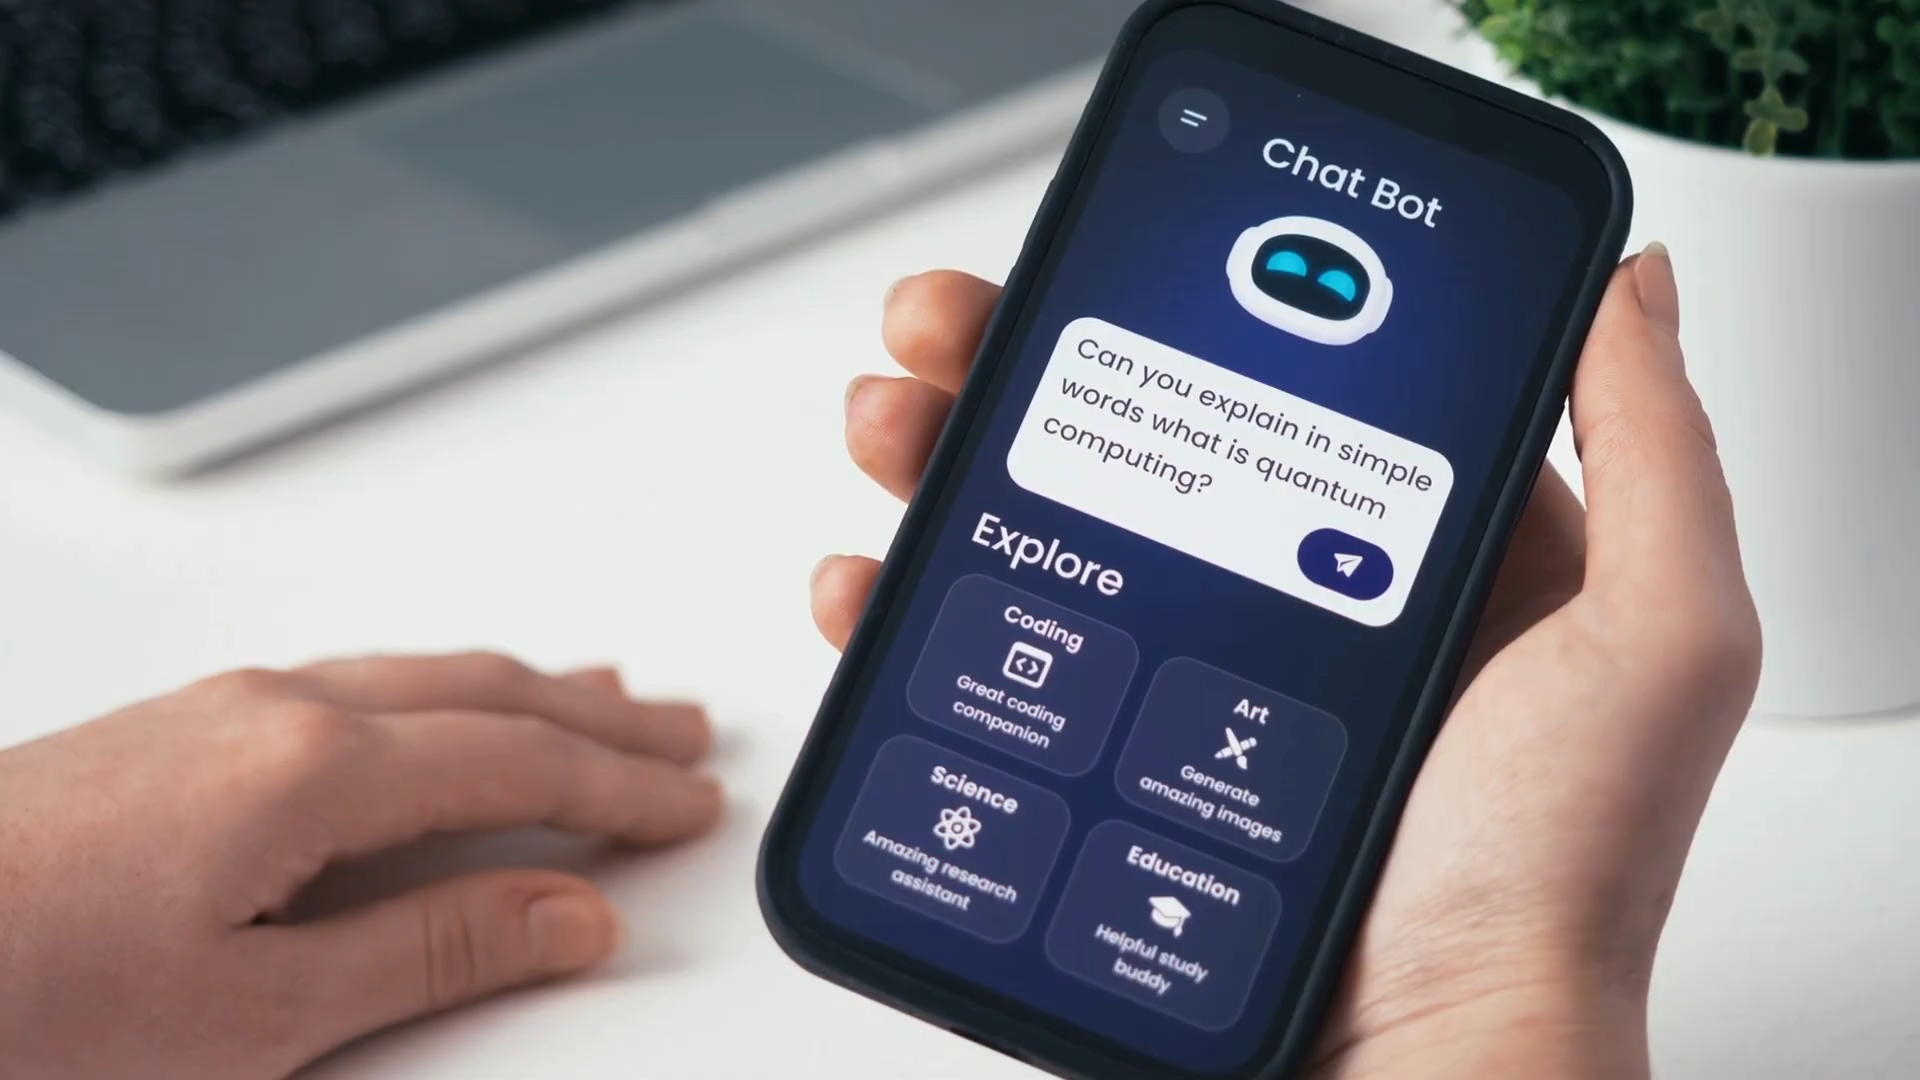 Chat Bot
Can you explain in simple
words what is quantum
computing?
Explore
Coding
Great coding
companion
Art
Generate
amazing images
Science
Amazing research
assistant
Education
Helpful study
buddy